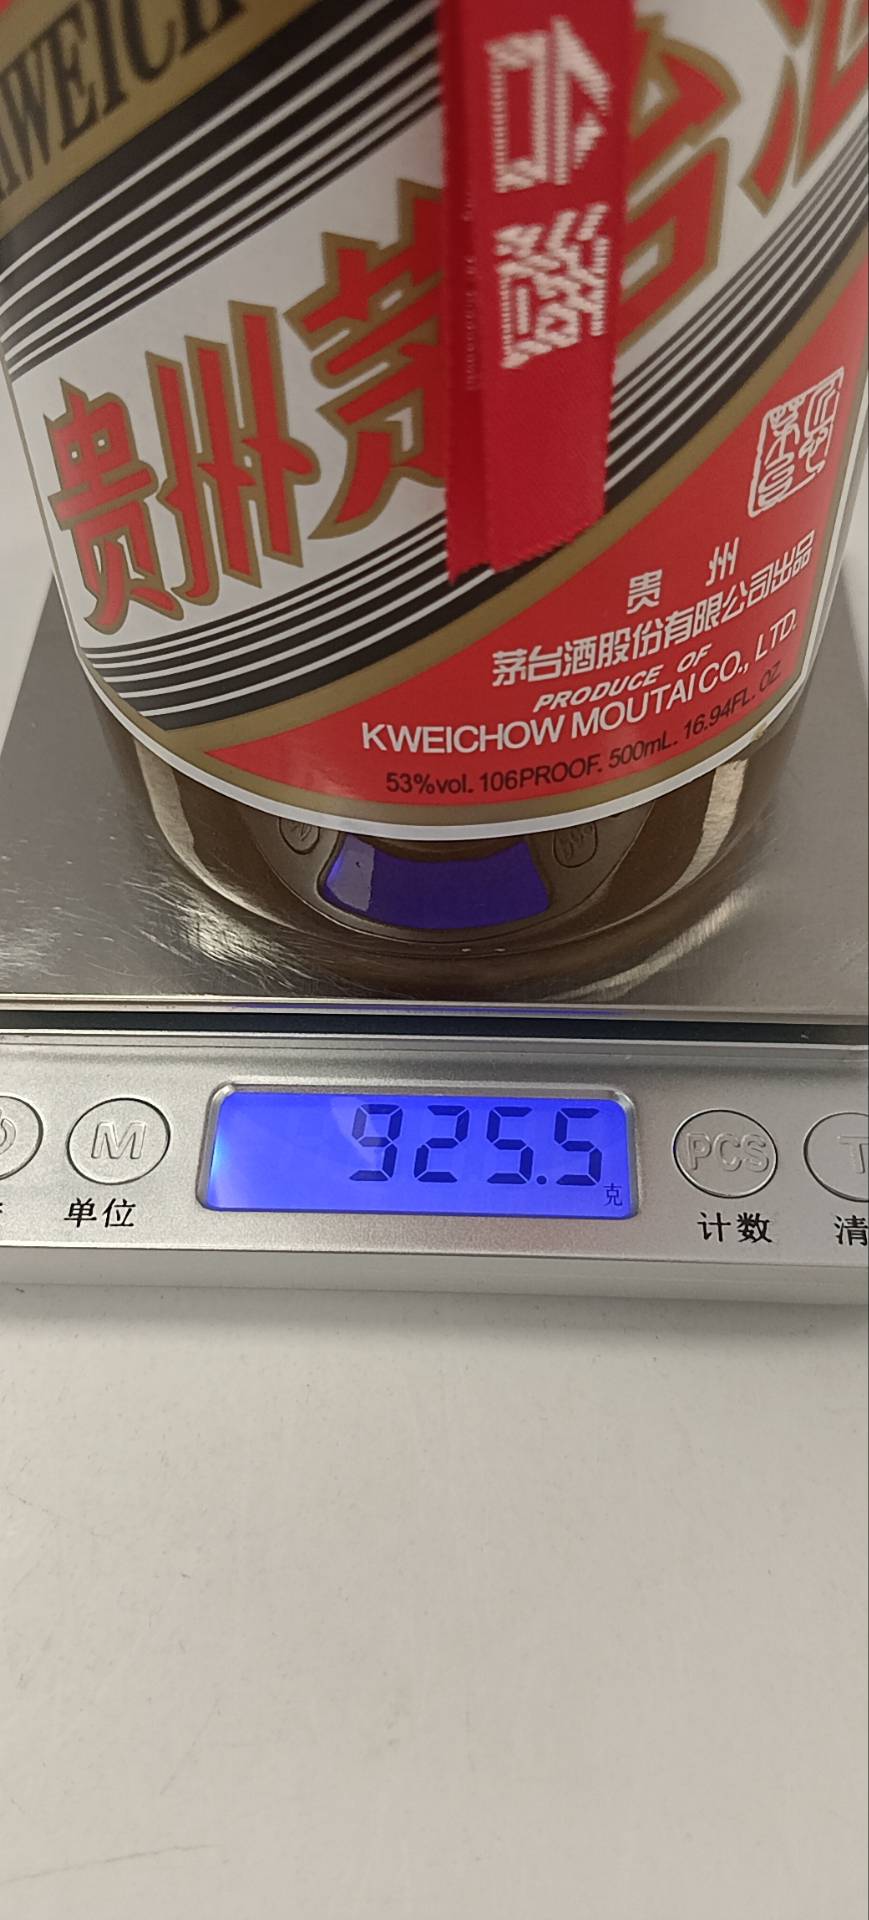 KWEICH
贵州茅台酒
贵州
茅台酒股份有限公司出品
PRODUCE OF
KWEICHOW MOUTAI CO., LTD.
53%vol. 106PROOF. 500mL. 16.94FL. OZ.
925.5
克
M
单位
PCS
计数
T
清